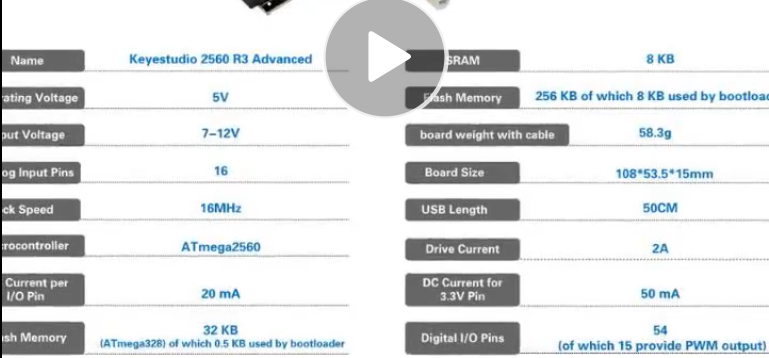 Name
Keyestudio 2560 R3 Advanced
rating Voltage
5V
put Voltage
7–12V
og Input Pins
16
ck Speed
16MHz
rocontroller
ATmega2560
Current per
I/O Pin
20 mA
sh Memory
32 KB
(ATmega328) of which 0.5 KB used by bootloader
SRAM
8 KB
Flash Memory
256 KB of which 8 KB used by bootload
board weight with cable
58.3g
Board Size
108*53.5*15mm
USB Length
50CM
Drive Current
2A
DC Current for
3.3V Pin
50 mA
Digital I/O Pins
54
(of which 15 provide PWM output)